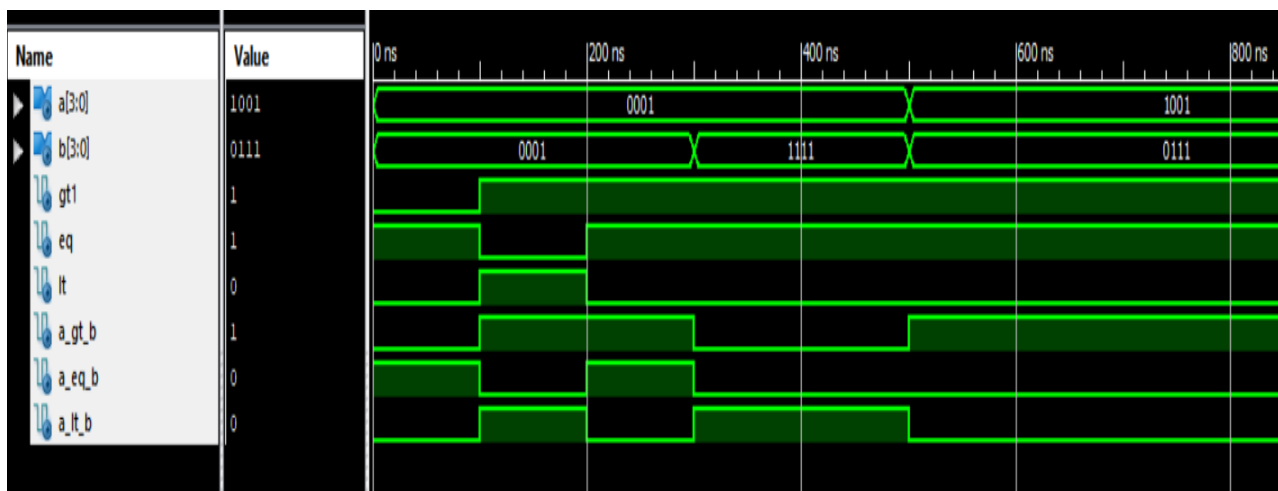 Name Value 0 ns 200 ns 400 ns 600 ns 800 ns
a[3:0] 1001 0001 1001
b[3:0] 0111 0001 1111 0111
gt1 1
eq 1
lt 0
a_gt_b 1
a_eq_b 0
a_lt_b 0